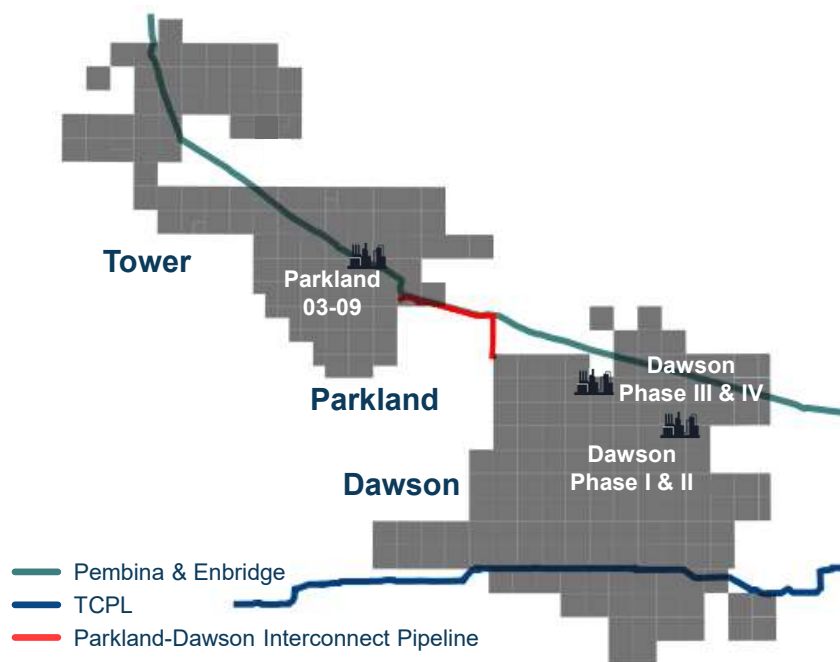 Tower
Parkland
03-09
Parkland
Dawson
Phase III & IV
Dawson
Dawson
Phase I & II
Pembina & Enbridge
TCPL
Parkland-Dawson Interconnect Pipeline